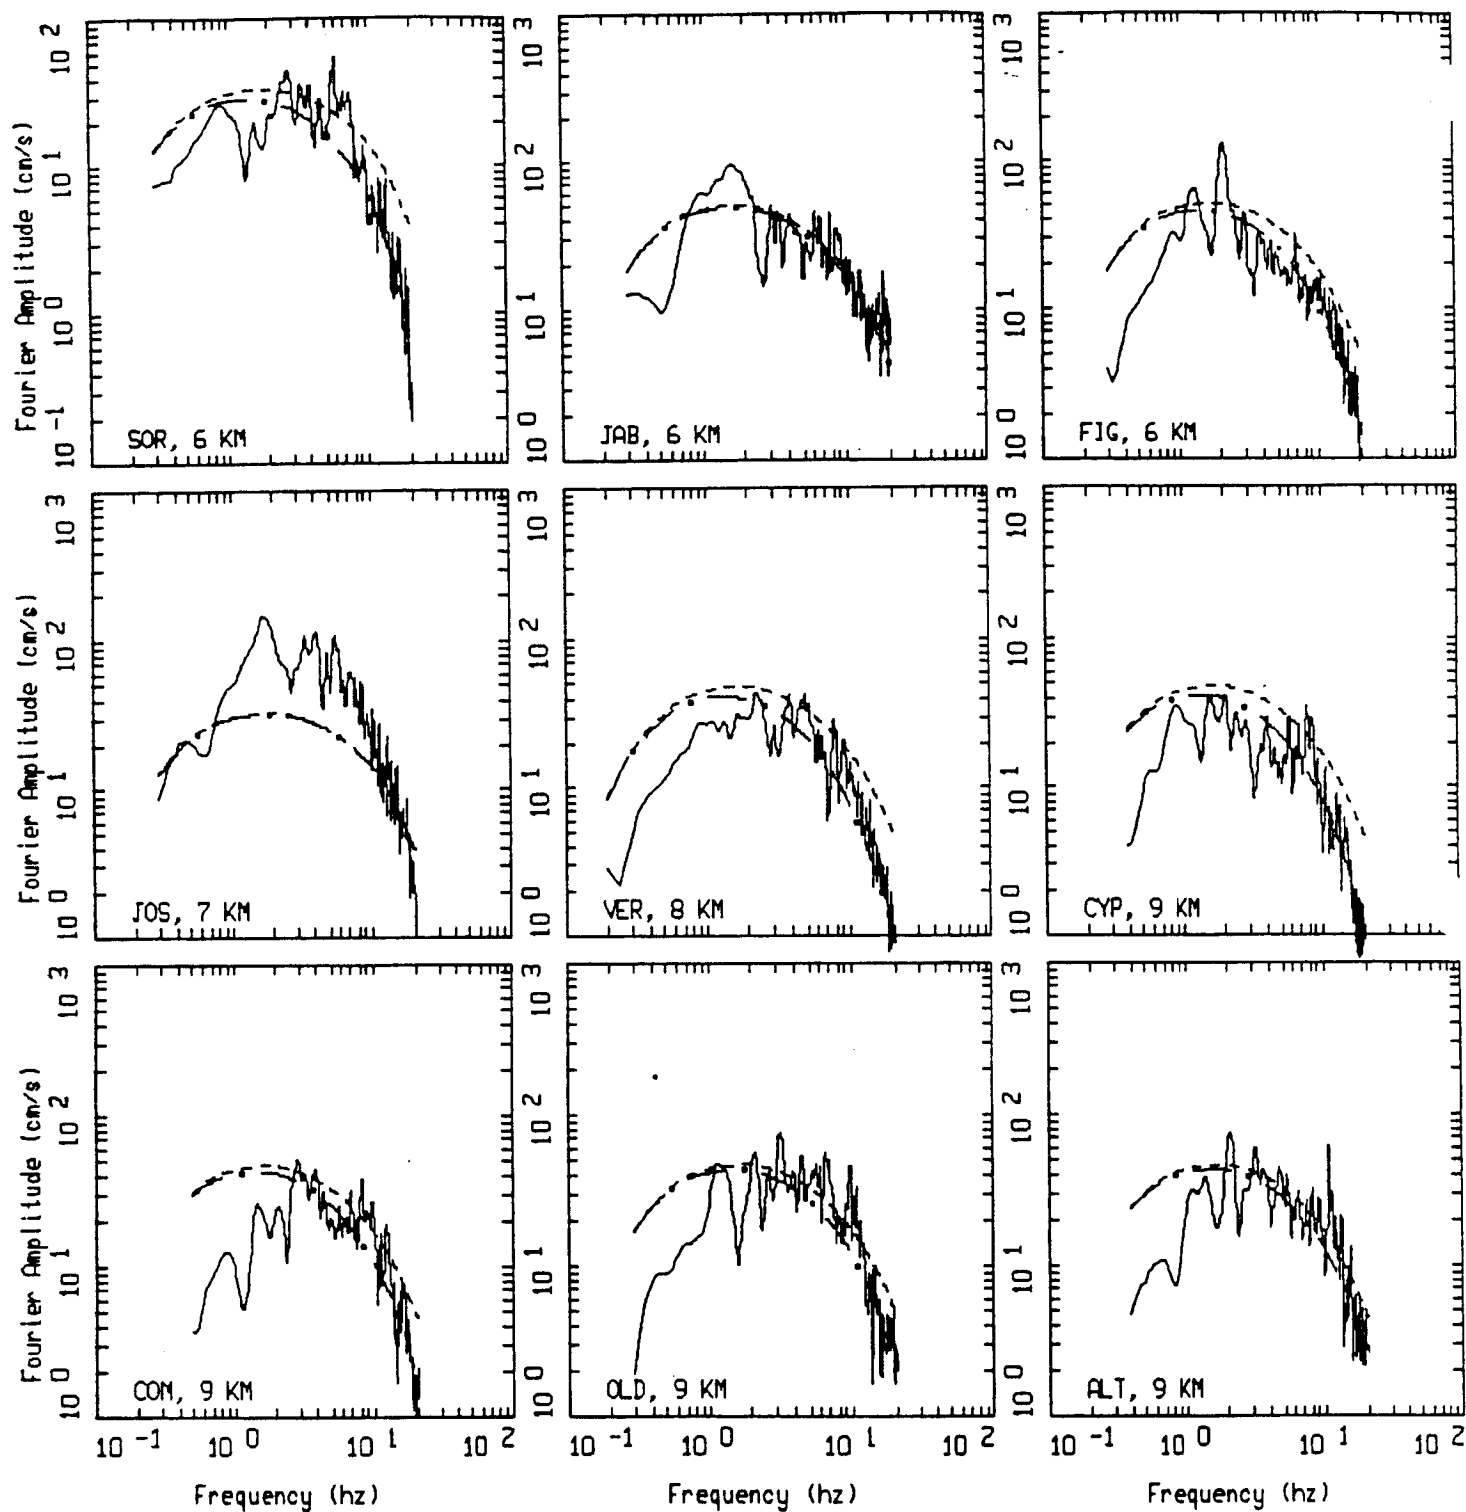 Fourier Amplitude (cm/s)
10 2
10 1
10 0
10 -1
SOR, 6 KM
10 3
10 2
10 1
10 0
JAB, 6 KM
10 3
10 2
10 1
10 0
FIG, 6 KM
Fourier Amplitude (cm/s)
10 3
10 2
10 1
10 0
JOS, 7 KM
10 3
10 2
10 1
10 0
VER, 8 KM
10 3
10 2
10 1
10 0
CYP, 9 KM
Fourier Amplitude (cm/s)
10 3
10 2
10 1
10 0
CON, 9 KM
10 3
10 2
10 1
10 0
OLD, 9 KM
10 3
10 2
10 1
10 0
ALT, 9 KM
10 -1 10 0 10 1 10 2
10 -1 10 0 10 1 10 2
10 -1 10 0 10 1 10 2
Frequency (hz)
Frequency (hz)
Frequency (hz)